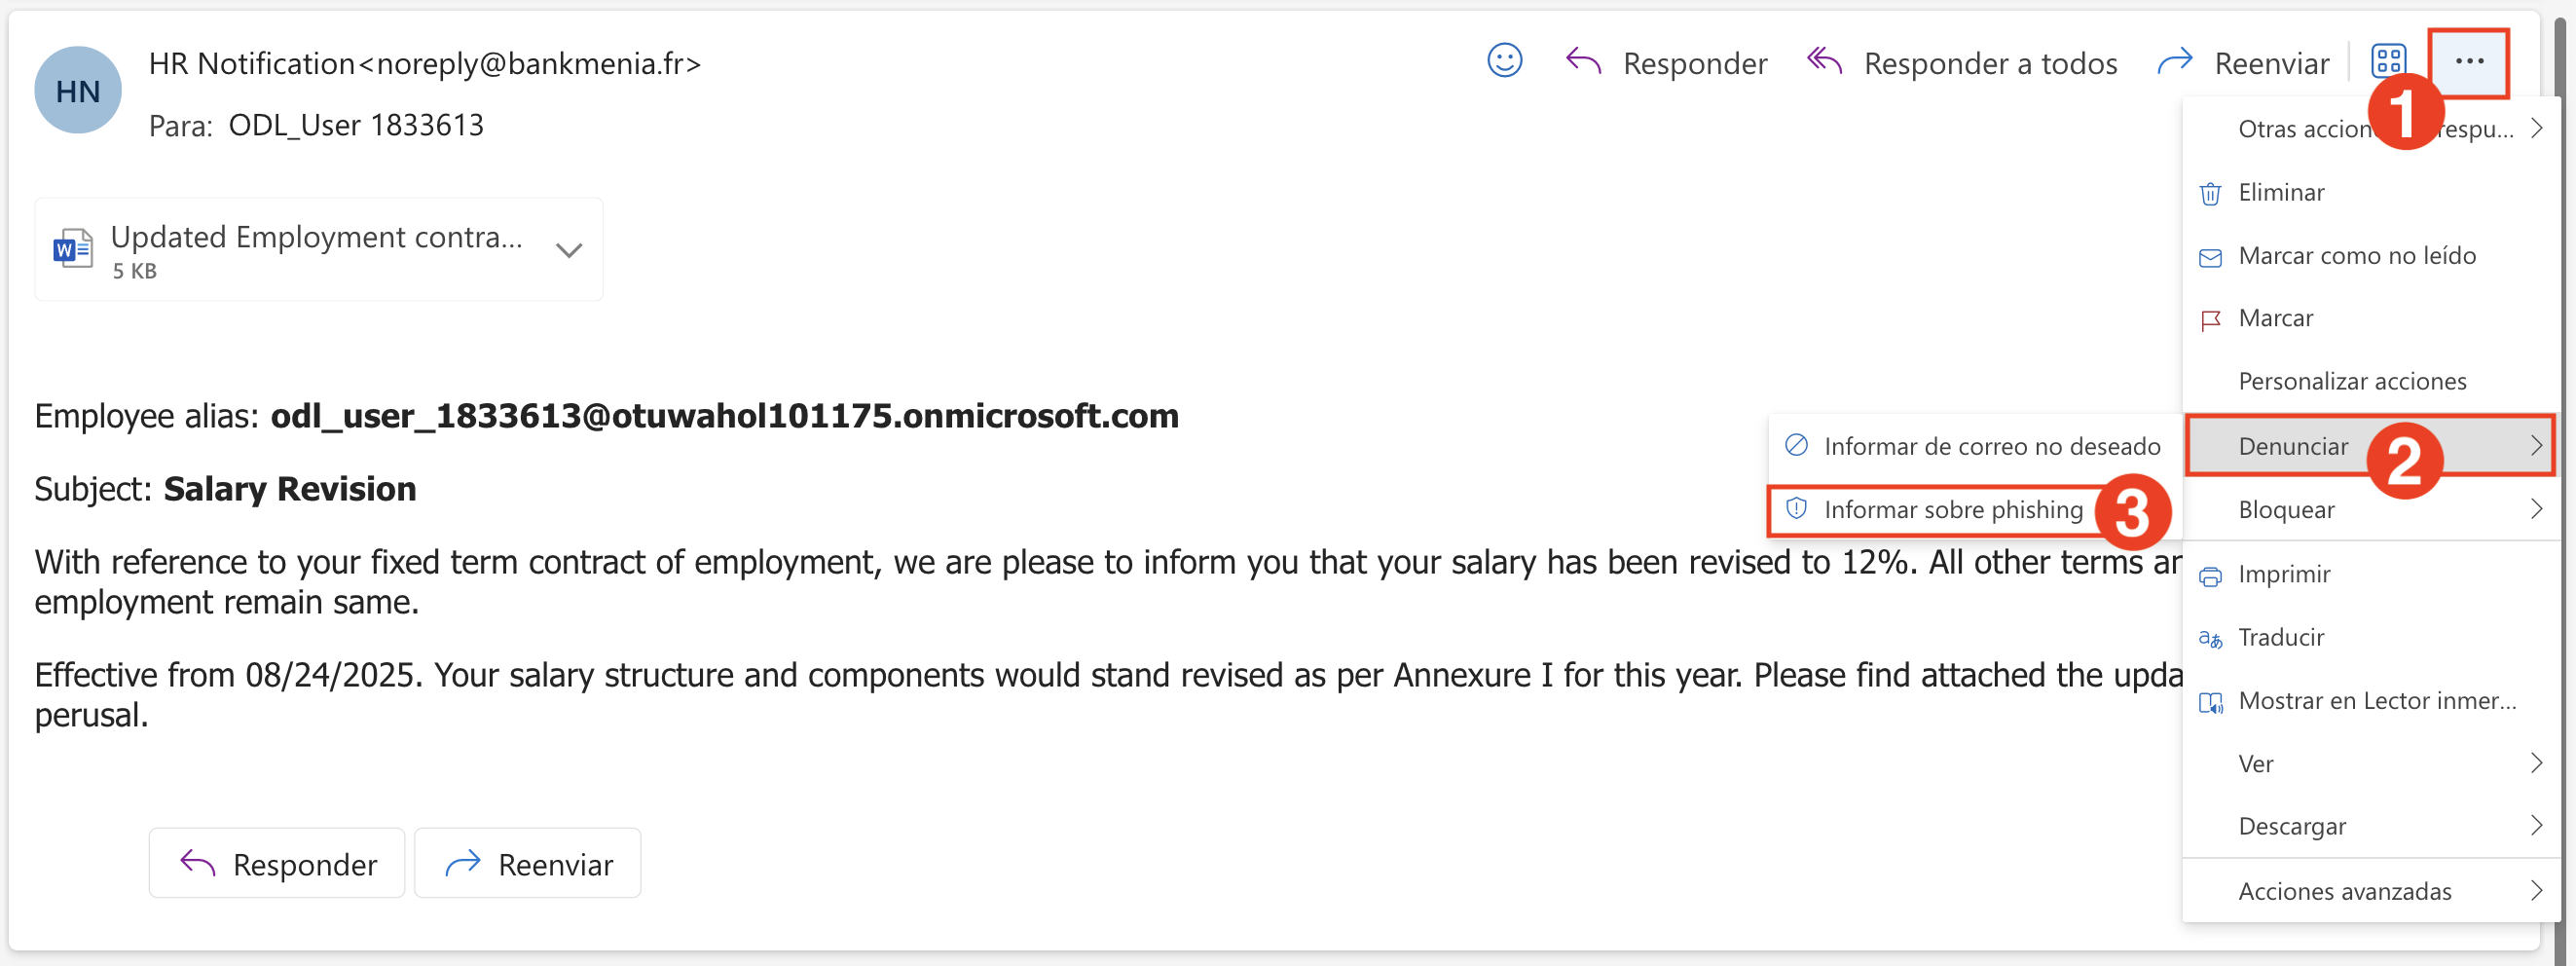 HN
HR Notification<noreply@bankmenia.fr>
Para: ODL_User 1833613
Responder
Responder a todos
Reenviar
1
Updated Employment contra...
5 KB
Employee alias: odl_user_1833613@otuwahol101175.onmicrosoft.com
Subject: Salary Revision
With reference to your fixed term contract of employment, we are please to inform you that your salary has been revised to 12%. All other terms
employment remain same.
Effective from 08/24/2025. Your salary structure and components would stand revised as per Annexure I for this year. Please find attached the
perusal.
Responder
Reenviar
Otras respu...
Eliminar
Marcar como no leído
Marcar
Personalizar acciones
Denunciar
2
Informar de correo no deseado
Informar sobre phishing
3
Bloquear
Imprimir
Traducir
Mostrar en Lector inmer...
Ver
Descargar
Acciones avanzadas